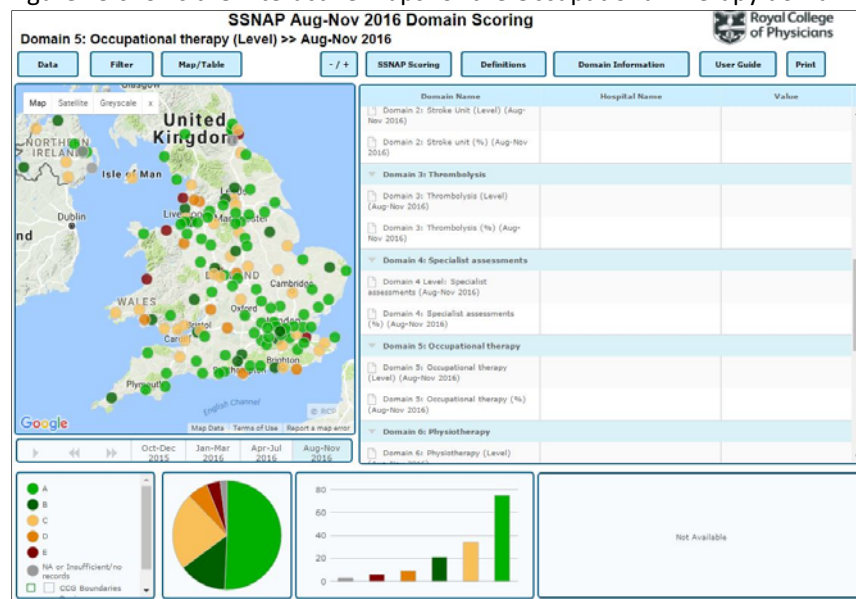 SSNAP Aug-Nov 2016 Domain Scoring
Royal College
of Physicians
Domain 5: Occupational therapy (Level) >> Aug-Nov 2016
Data
Filter
Map/Table
- / +
SSNAP Scoring
Definitions
Domain Information
User Guide
Print
Map Satellite Greyscale x
Glasgow
United
Kingdom
NORTHERN
IRELAND
Isle of Man
Leeds
Dublin
Liverpool
Manchester
nd
ENGLAND
WALES
Cambridge
Oxford
London
Bristol
Cardiff
Southampton
Brighton
Plymouth
English Channel
© RCP
Google
Map Data Terms of Use Report a map error
Oct-Dec
2015
Jan-Mar
2016
Apr-Jul
2016
Aug-Nov
2016
Domain Name Hospital Name Value
Domain 2: Stroke Unit (Level) (Aug-
Nov 2016)
Domain 2: Stroke unit (%) (Aug-Nov
2016)
Domain 3: Thrombolysis
Domain 3: Thrombolysis (Level)
(Aug-Nov 2016)
Domain 3: Thrombolysis (%) (Aug-
Nov 2016)
Domain 4: Specialist assessments
Domain 4 Level: Specialist
assessments (Aug-Nov 2016)
Domain 4: Specialist assessments
(%) (Aug-Nov 2016)
Domain 5: Occupational therapy
Domain 5: Occupational therapy
(Level) (Aug-Nov 2016)
Domain 5: Occupational therapy (%)
(Aug-Nov 2016)
Domain 6: Physiotherapy
Domain 6: Physiotherapy (Level)
A
B
C
D
E
NA or Insufficient/no
records
CCG Boundaries
80
60
40
20
0
Not Available